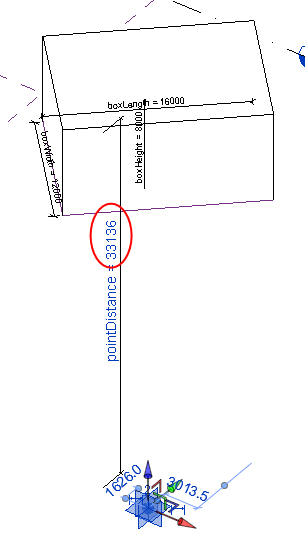 boxLength = 16000
boxHeight = 8000
boxWidth = 12000
pointDistance = 33136
1626.0
3013.5